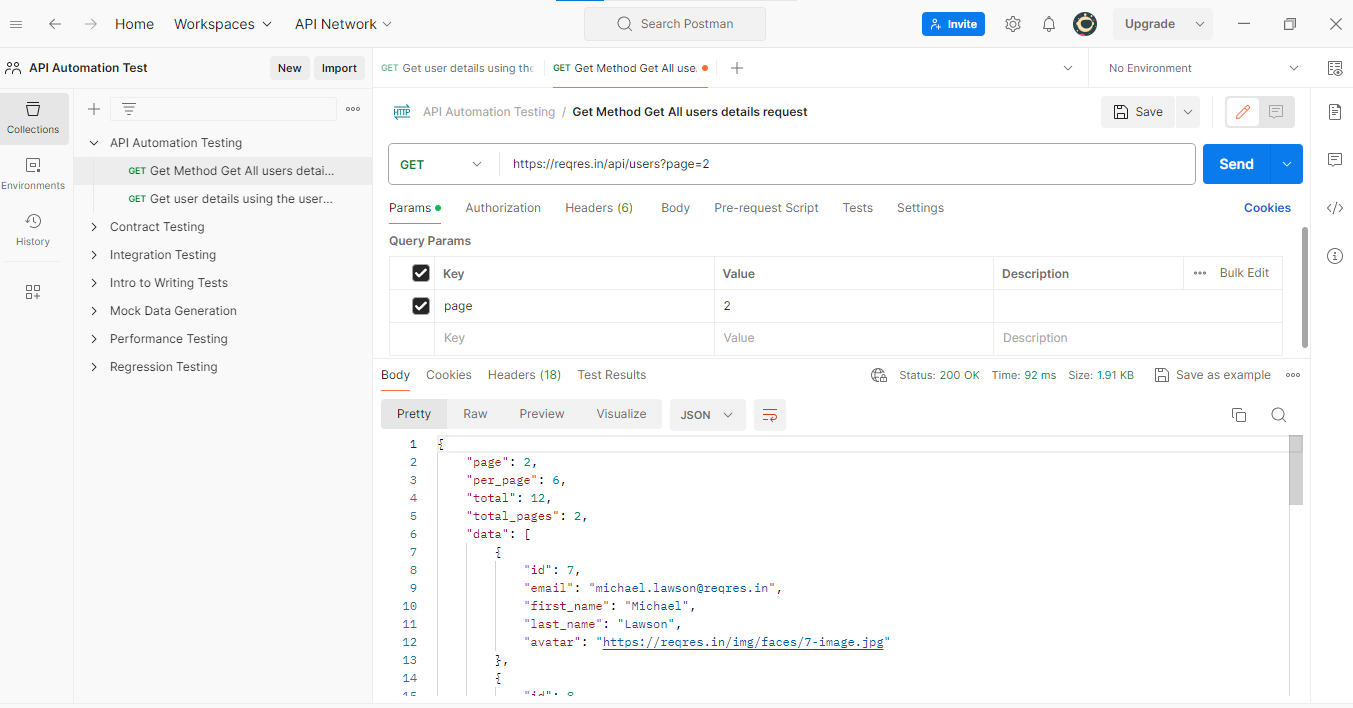 Home Workspaces API Network Search Postman Invite Upgrade
API Automation Test New Import
GET Get user details using the
GET Get Method Get All use.
No Environment
Collections
Environments
History
API Automation Testing
GET Get Method Get All users detai...
GET Get user details using the user...
Contract Testing
Integration Testing
Intro to Writing Tests
Mock Data Generation
Performance Testing
Regression Testing
HTTP API Automation Testing / Get Method Get All users details request Save
GET https://reqres.in/api/users?page=2 Send
Params Authorization Headers (6) Body Pre-request Script Tests Settings Cookies
Query Params
Key Value Description Bulk Edit
page 2
Key Value Description
Body Cookies Headers (18) Test Results Status: 200 OK Time: 92 ms Size: 1.91 KB Save as example
Pretty Raw Preview Visualize JSON
1 {
2 "page": 2,
3 "per_page": 6,
4 "total": 12,
5 "total_pages": 2,
6 "data": [
7 {
8 "id": 7,
9 "email": "michael.lawson@reqres.in",
10 "first_name": "Michael",
11 "last_name": "Lawson",
12 "avatar": "https://reqres.in/img/faces/7-image.jpg"
13 },
14 {
15 "id": 8